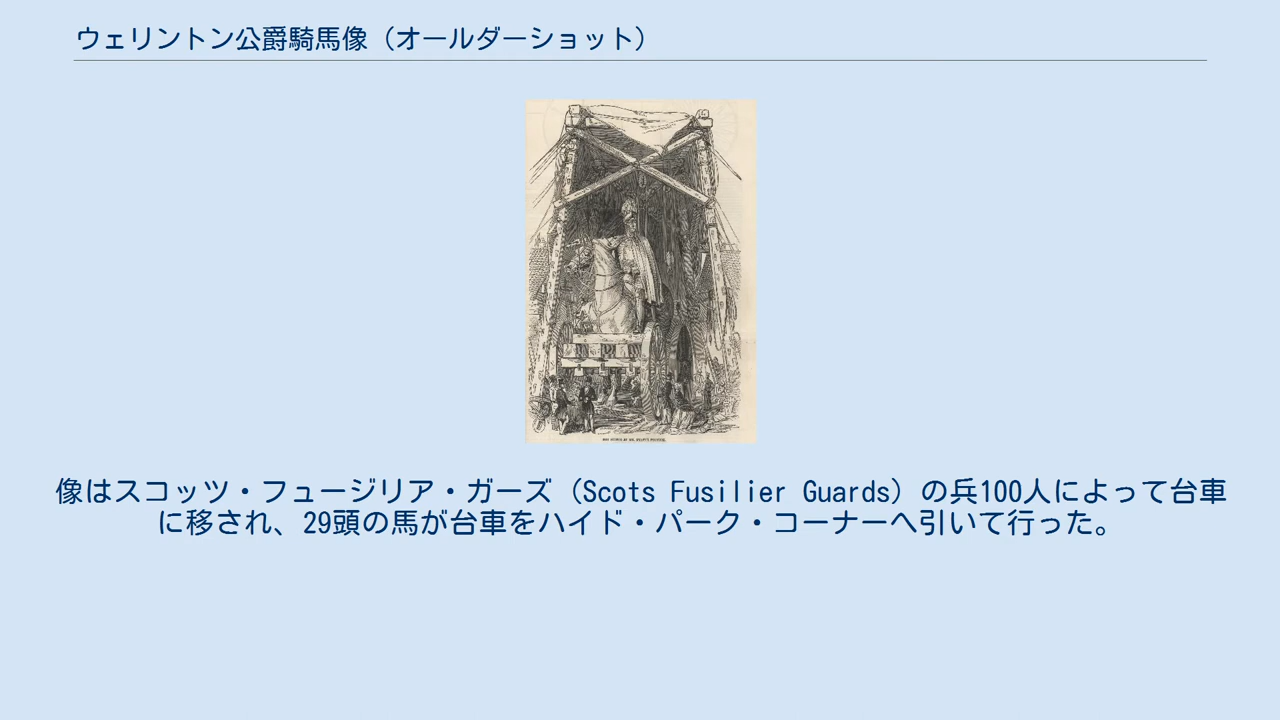 ウェリントン公爵騎馬像（オールダーショット）
像はスコッツ・フュージリア・ガーズ（Scots Fusilier Guards）の兵100人によって台車
に移され、29頭の馬が台車をハイド・パーク・コーナーへ引いて行った。